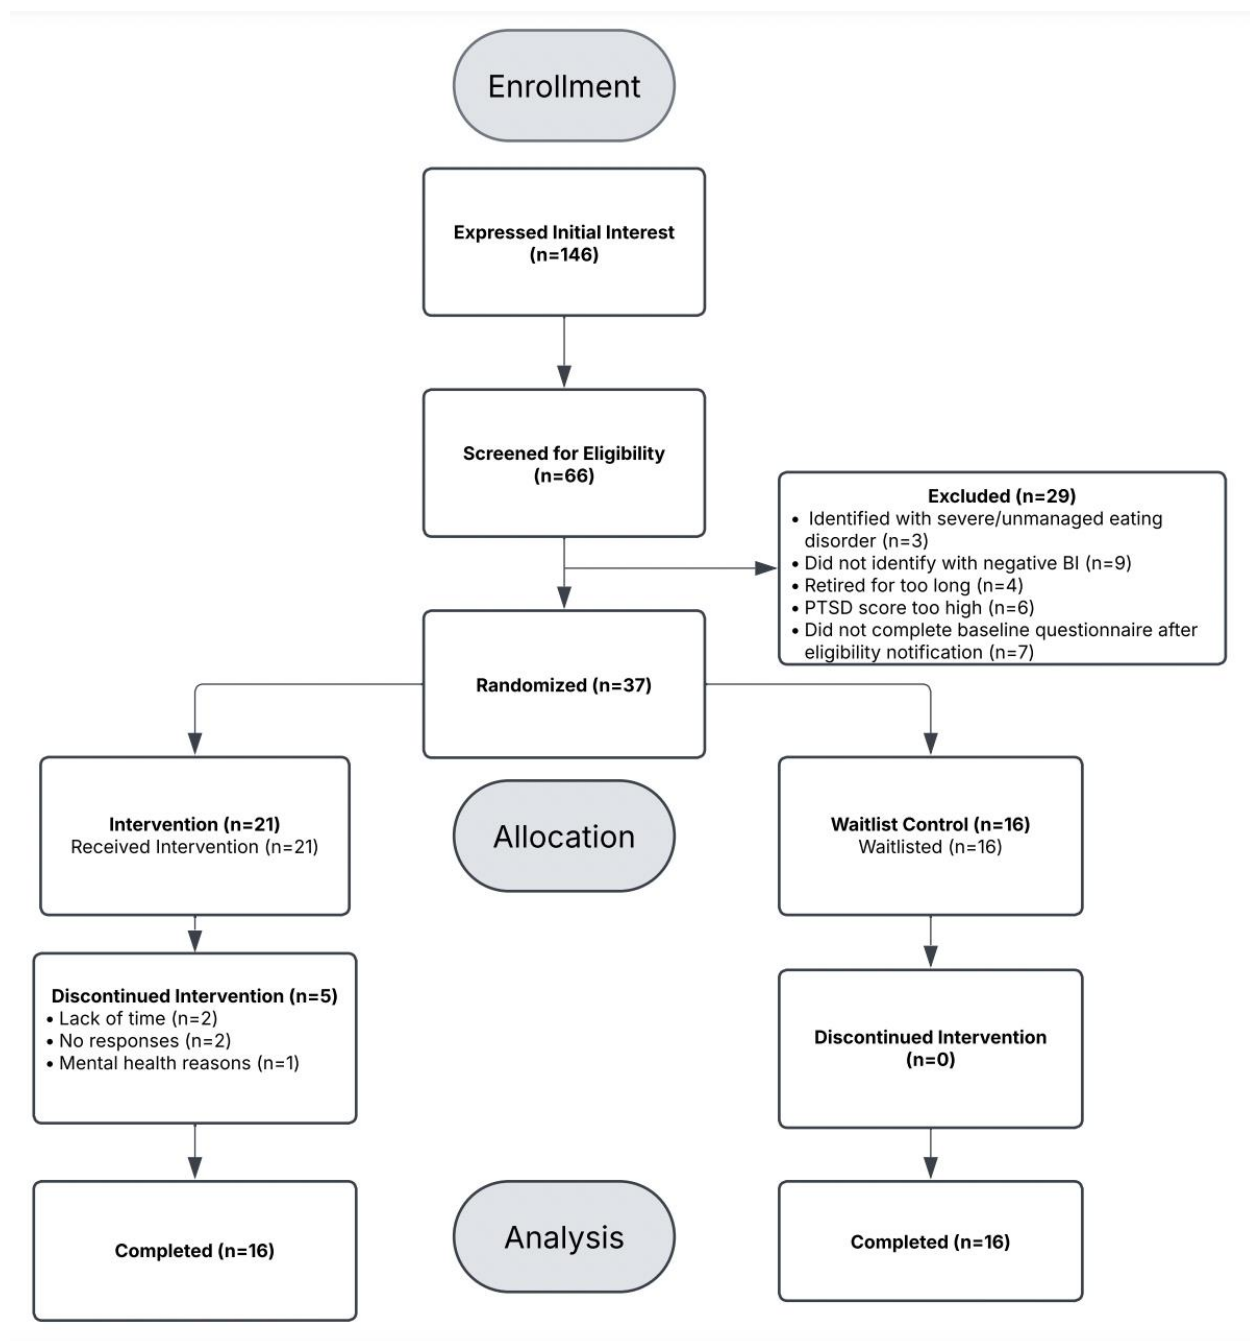 Enrollment
Expressed Initial Interest
(n=146)
Screened for Eligibility
(n=66)
Excluded (n=29)
• Identified with severe/unmanaged eating
disorder (n=3)
• Did not identify with negative BI (n=9)
• Retired for too long (n=4)
• PTSD score too high (n=6)
• Did not complete baseline questionnaire after
eligibility notification (n=7)
Randomized (n=37)
Intervention (n=21)
Received Intervention (n=21)
Allocation
Waitlist Control (n=16)
Waitlisted (n=16)
Discontinued Intervention (n=5)
• Lack of time (n=2)
• No responses (n=2)
• Mental health reasons (n=1)
Discontinued Intervention
(n=0)
Completed (n=16)
Analysis
Completed (n=16)